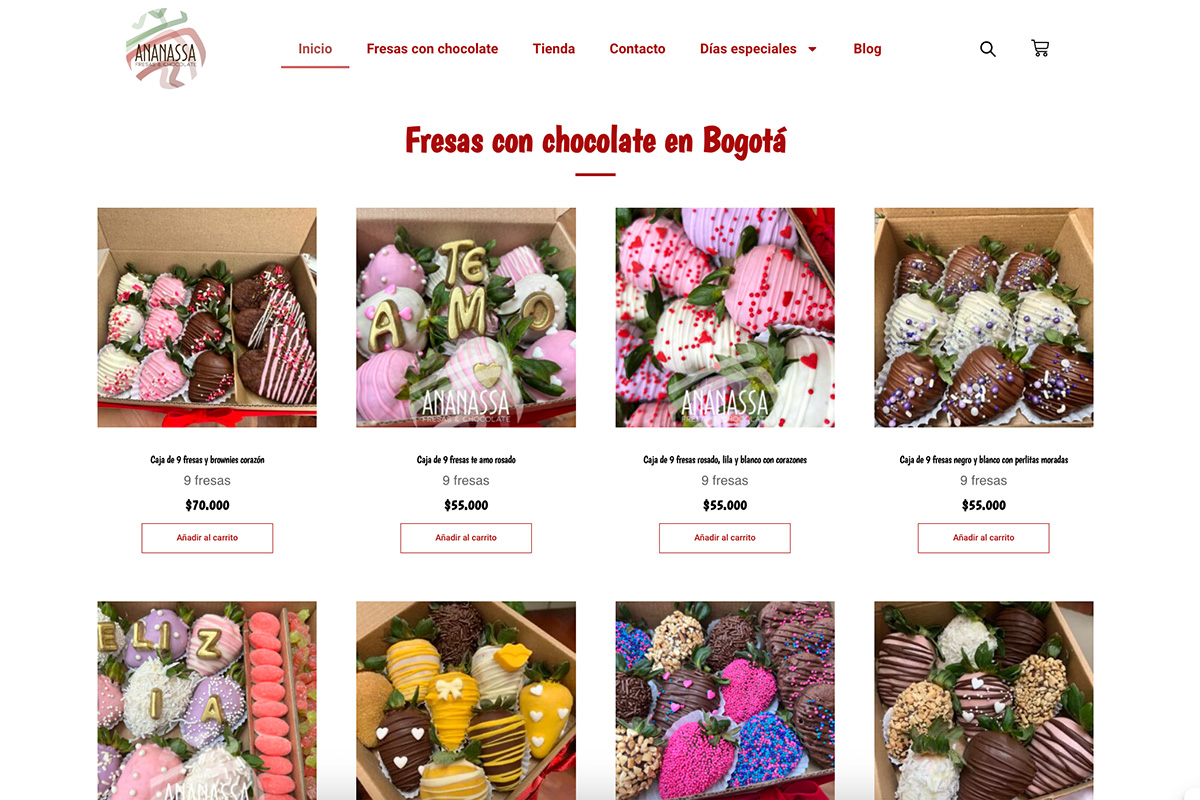 ANANASSA
FRESAS & CHOCOLATE
Inicio
Fresas con chocolate
Tienda
Contacto
Días especiales
Blog
Fresas con chocolate en Bogotá
TE
AMO
ANANASSA
FRESAS & CHOCOLATE
ANANASSA
FRESAS & CHOCOLATE
Caja de 9 fresas y brownies corazón
9 fresas
$70.000
Añadir al carrito
Caja de 9 fresas te amo rosado
9 fresas
$55.000
Añadir al carrito
Caja de 9 fresas rosado, lila y blanco con corazones
9 fresas
$55.000
Añadir al carrito
Caja de 9 fresas negro y blanco con perlitas moradas
9 fresas
$55.000
Añadir al carrito
ELIZ
IA
ANANASSA